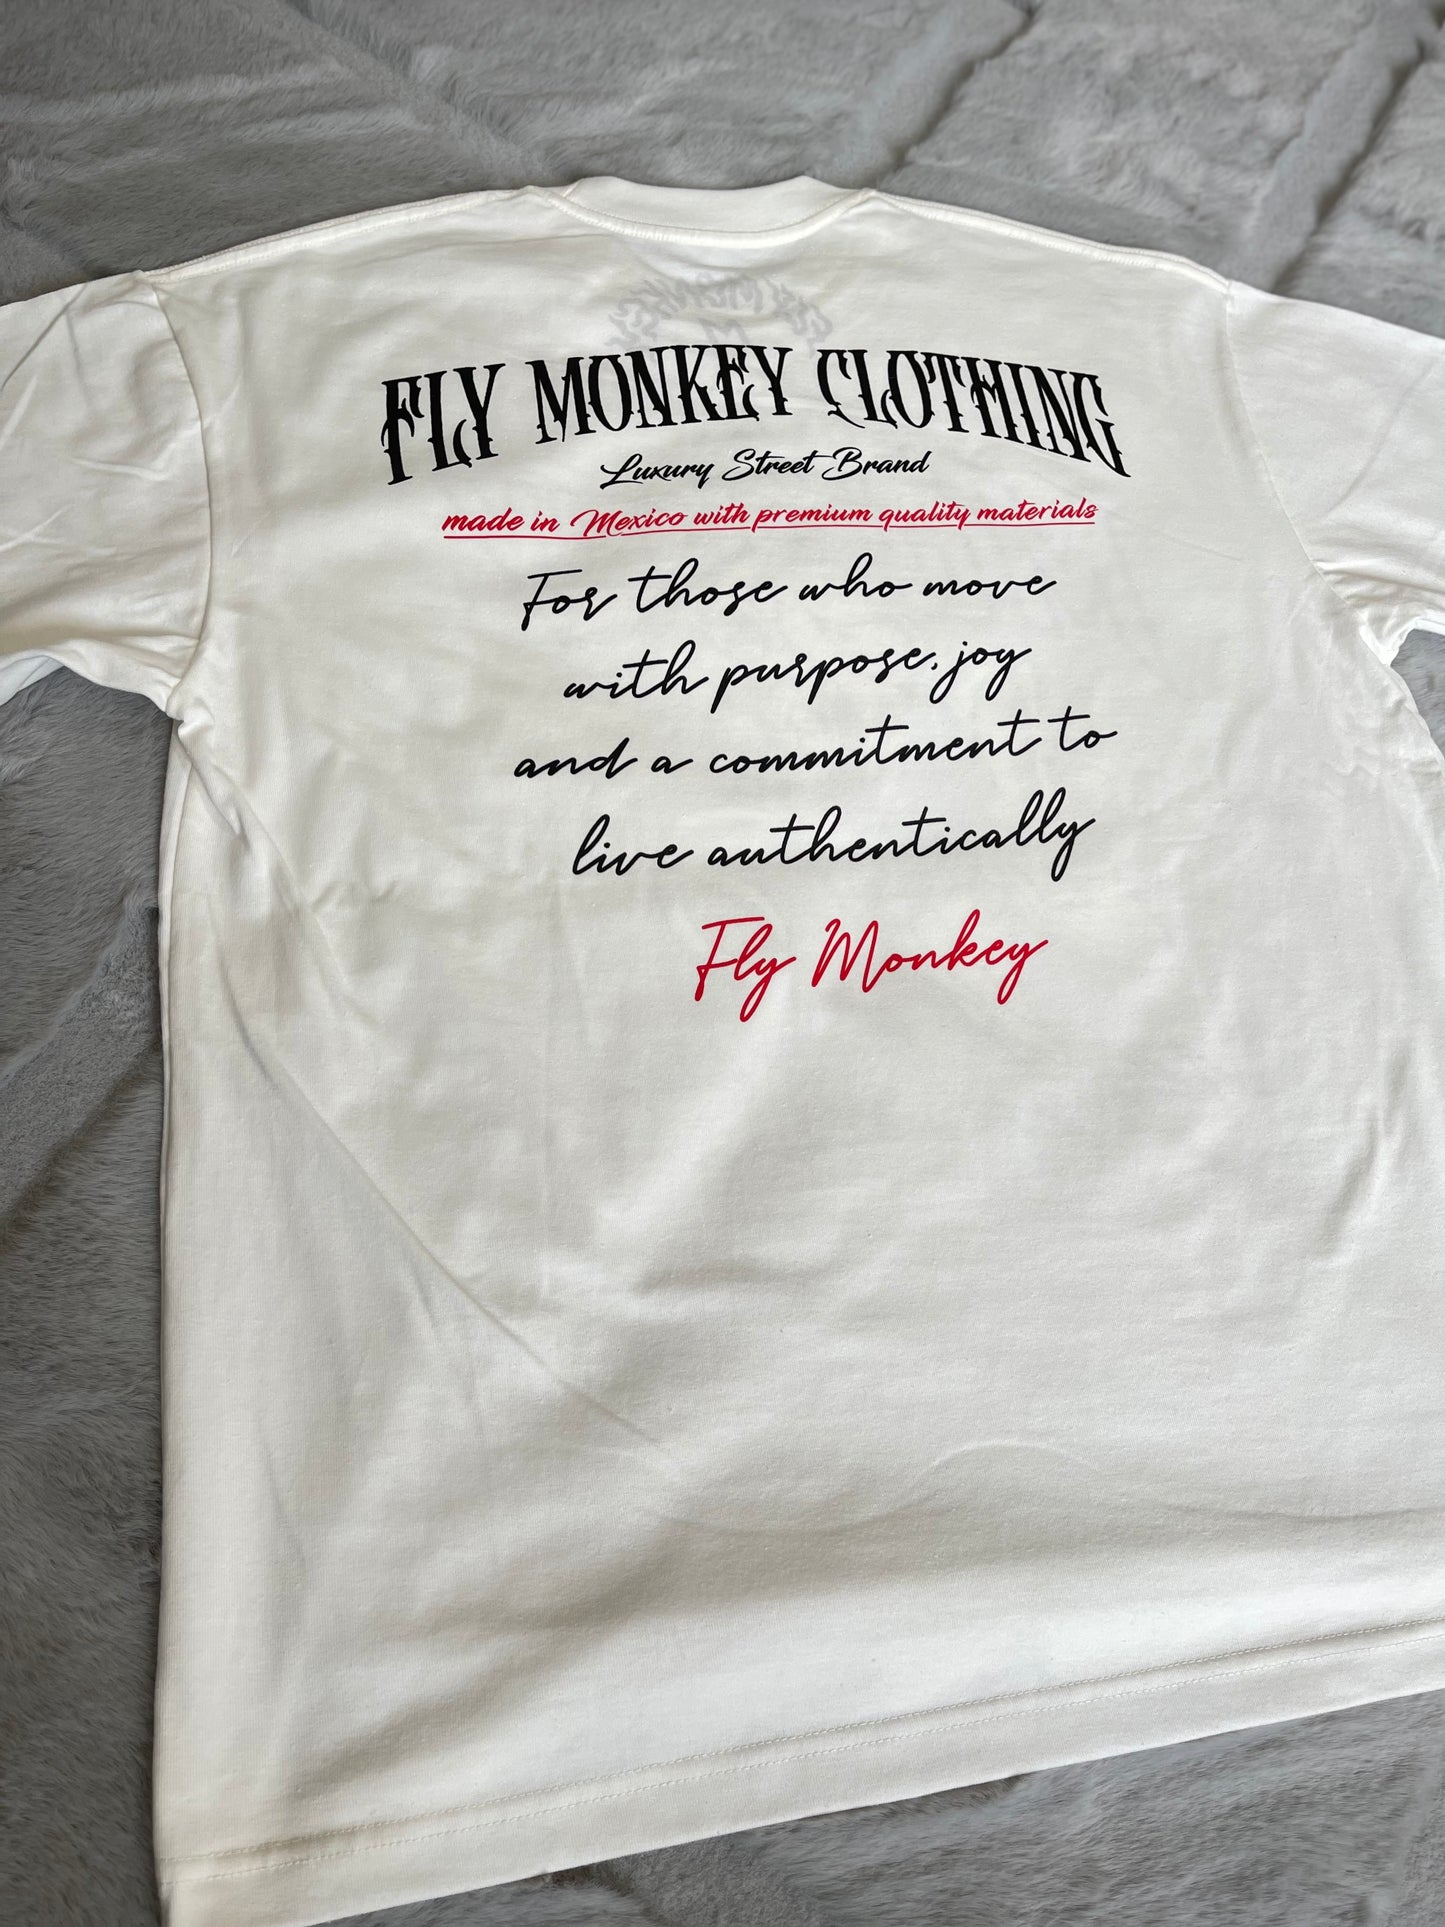 FLY MONKEY CLOTHING
Luxury Street Brand
made in Mexico with premium quality materials
For those who move
with purpose, joy
and a commitment to
live authentically
Fly Monkey